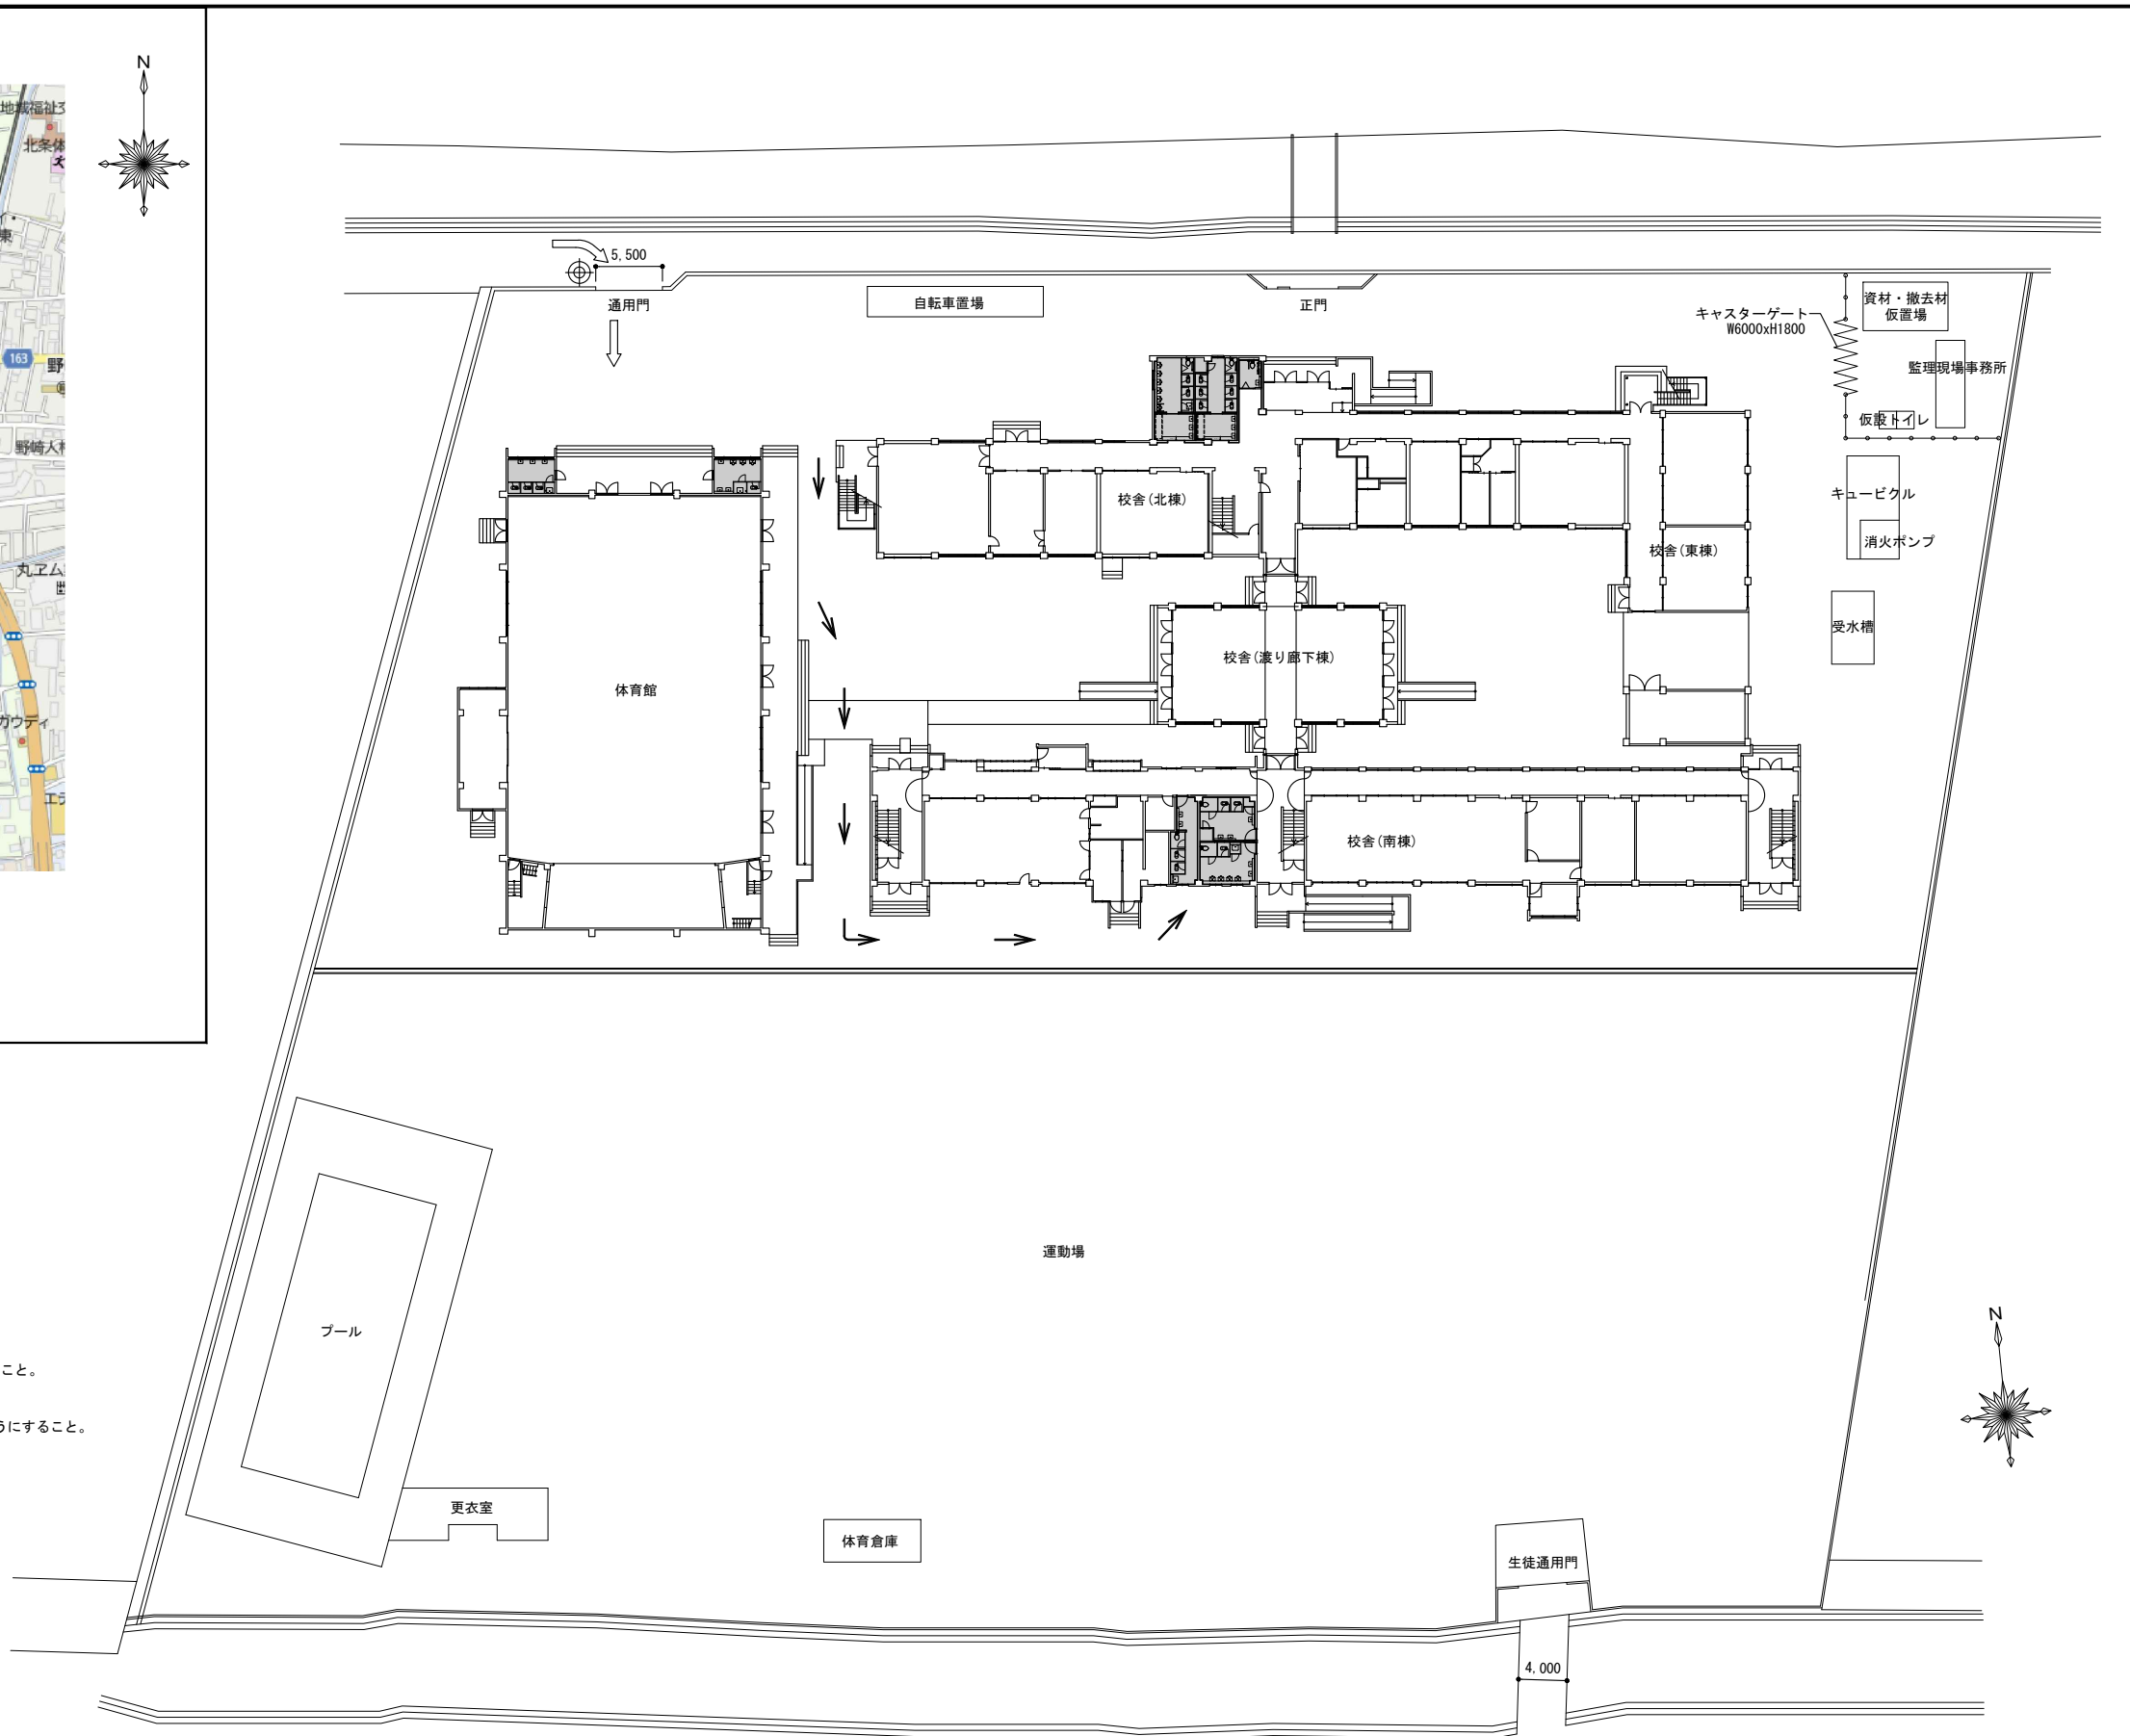 N
地域福祉
北条体
東
163
野
野崎人権
丸ヱム
ガウディ
エデ
こと。
うにすること。
5,500
通用門
自転車置場
正門
キャスターゲート
W6000xH1800
資材・撤去材
仮置場
監理現場事務所
仮設トイレ
キュービクル
消火ポンプ
受水槽
校舎(北棟)
校舎(東棟)
校舎(渡り廊下棟)
体育館
校舎(南棟)
運動場
プール
N
更衣室
体育倉庫
生徒通用門
4,000